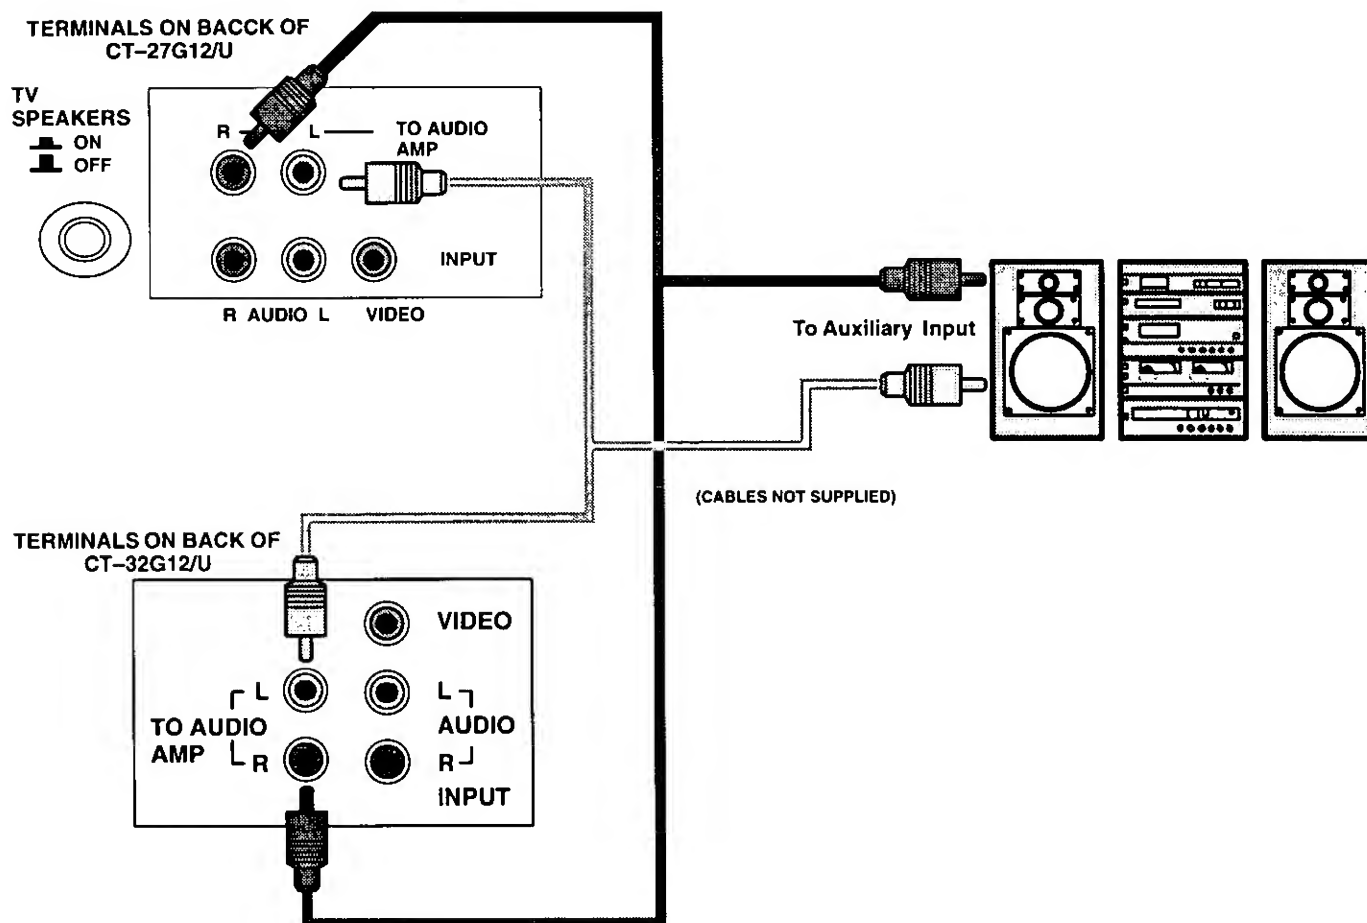 TERMINALS ON BACCK OF
CT–27G12/U
TV
SPEAKERS
ON
OFF
R
L
TO AUDIO
AMP
INPUT
R AUDIO L VIDEO
To Auxiliary Input
(CABLES NOT SUPPLIED)
TERMINALS ON BACK OF
CT–32G12/U
VIDEO
L
L
TO AUDIO
AMP
AUDIO
R
R
INPUT